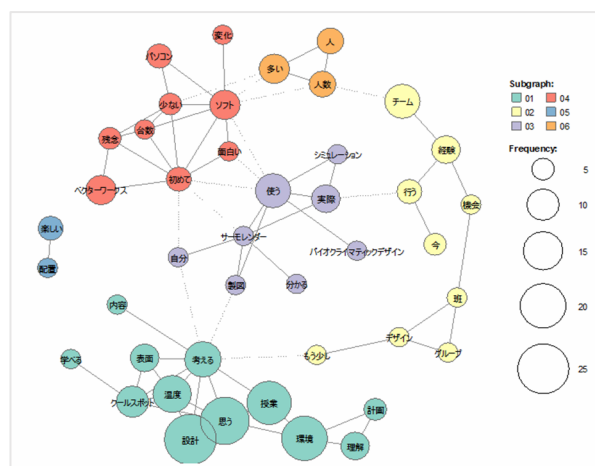 変化
人
パソコン
多い
人数
Subgraph:
01 04
02 05
03 06
Frequency:
5
10
15
20
25
チーム
少ない
ソフト
台数
残念
面白い
経験
シミュレーション
初めて
ベクターワークス
使う
実際
行う
機会
楽しい
サーモレンダー
今
配置
自分
バイオクライマティックデザイン
製図
分かる
班
内容
デザイン
学べる
表面
考える
もう少し
グループ
クールスポット
温度
授業
計画
思う
設計
環境
理解